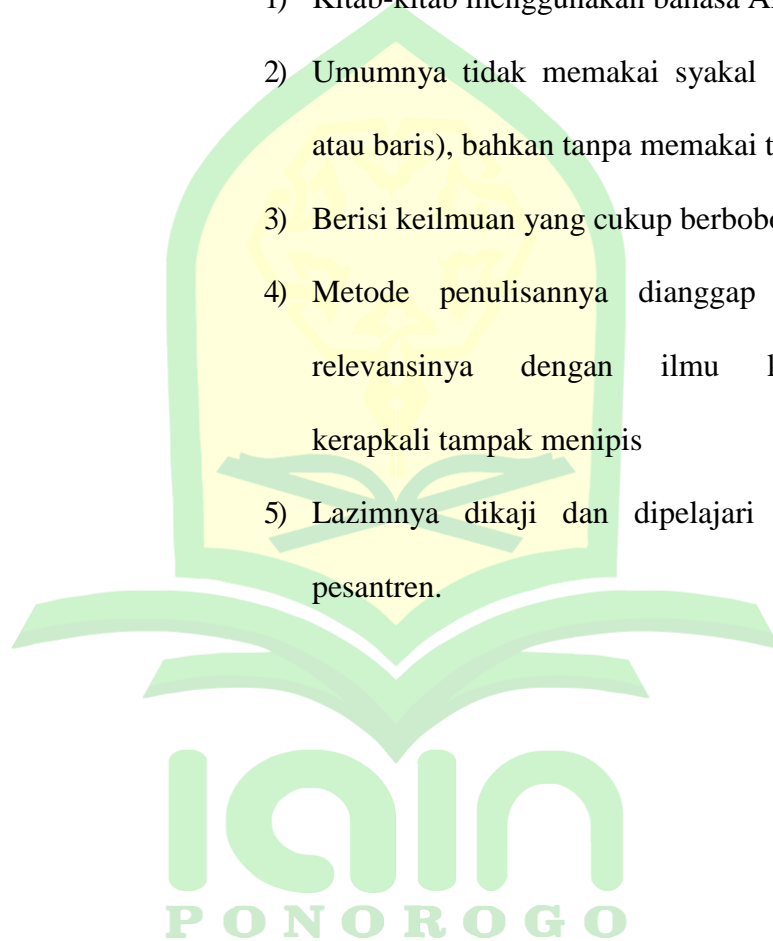 1) Kitab-kitab menggunakan bahasa
2) Umumnya tidak memakai syakal
atau baris), bahkan tanpa memakai
3) Berisi keilmuan yang cukup
4) Metode penulisannya dianggap
relevansinya dengan ilmu
kerapkali tampak menipis
5) Lazimnya dikaji dan dipelajari
pesantren.
iain
PONOROGO